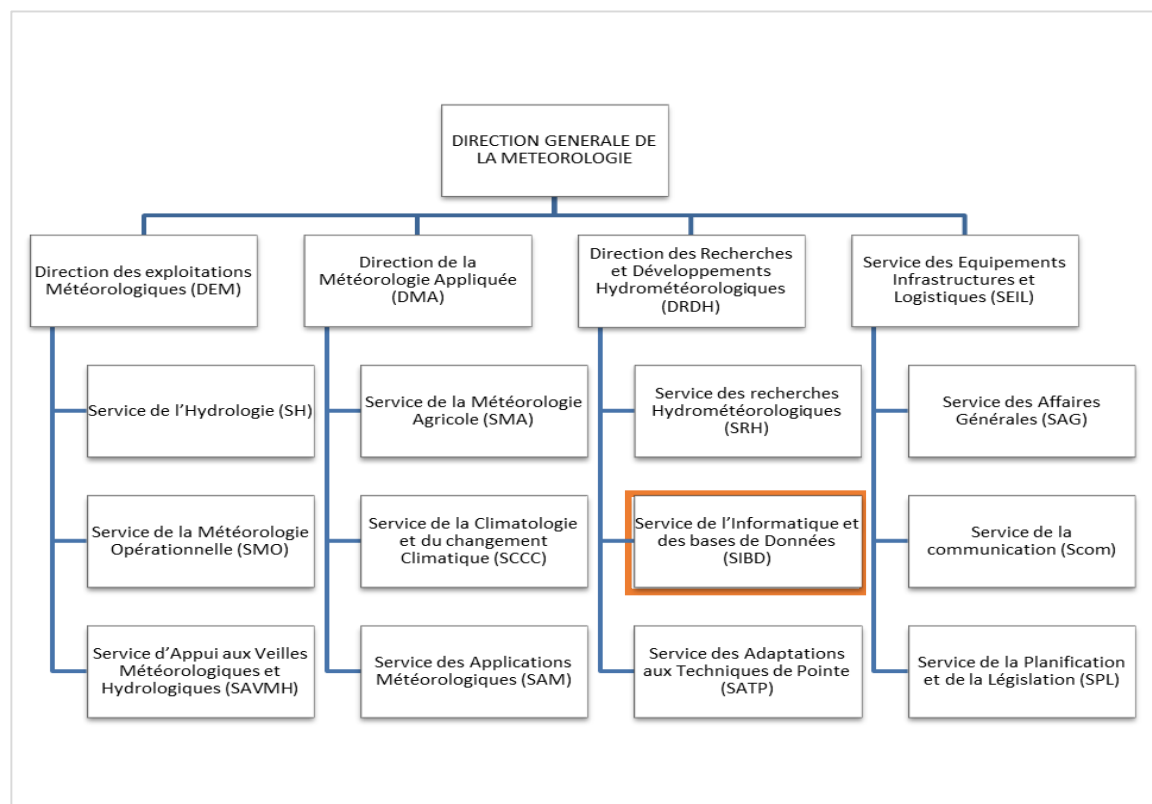 DIRECTION GENERALE DE
LA METEOROLOGIE
Direction des exploitations
Météorologiques (DEM)
Service de l’Hydrologie (SH)
Service de la Météorologie
Opérationnelle (SMO)
Service d’Appui aux Veilles
Météorologiques et
Hydrologiques (SAVMH)
Direction de la
Météorologie Appliquée
(DMA)
Service de la Météorologie
Agricole (SMA)
Service de la Climatologie
et du changement
Climatique (SCCC)
Service des Applications
Météorologiques (SAM)
Direction des Recherches
et Développements
Hydrométéorologiques
(DRDH)
Service des recherches
Hydrométéorologiques
(SRH)
Service de l’Informatique et
des bases de Données
(SIBD)
Service des Adaptations
aux Techniques de Pointe
(SATP)
Service des Equipements
Infrastructures et
Logistiques (SEIL)
Service des Affaires
Générales (SAG)
Service de la
communication (Scom)
Service de la Planification
et de la Législation (SPL)